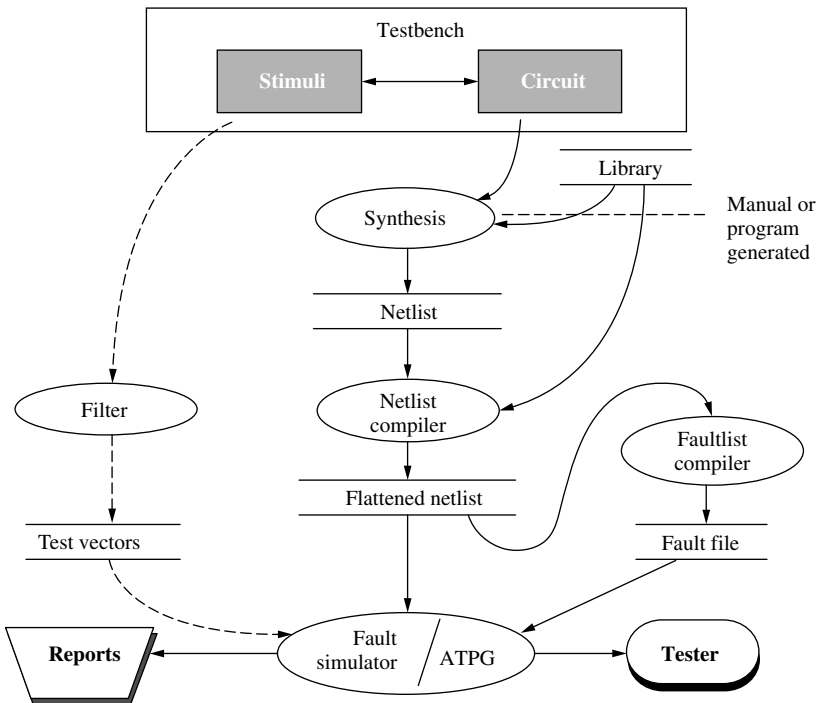 Testbench
Stimuli
Circuit
Library
Synthesis
Manual or
program
generated
Netlist
Filter
Netlist
compiler
Faultlist
compiler
Flattened netlist
Test vectors
Fault file
Reports
Fault
simulator
ATPG
Tester